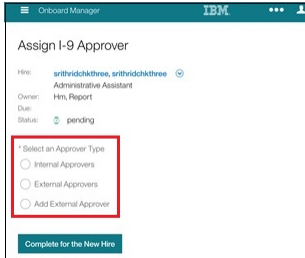 Onboard Manager IBM.
Assign I-9 Approver
Hire: srithridchkthree, srithridchkthree
Administrative Assistant
Owner: Hm, Report
Due:
Status: pending
* Select an Approver Type
Internal Approvers
External Approvers
Add External Approver
Complete for the New Hire